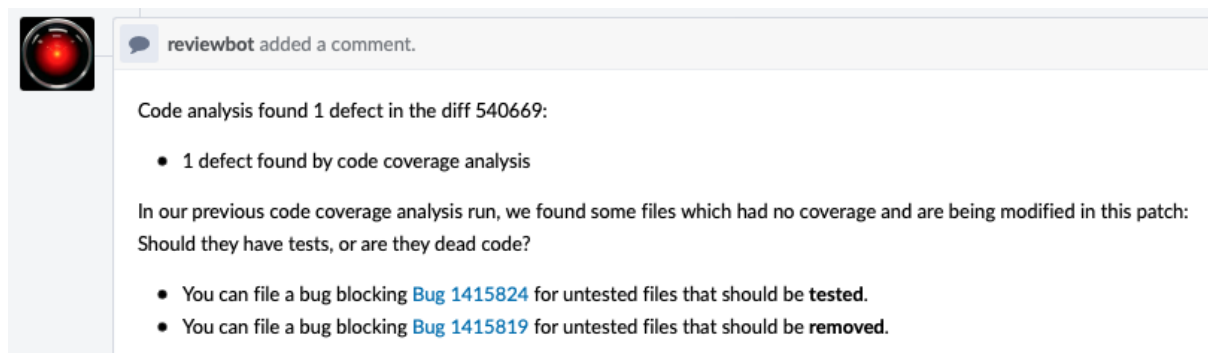 reviewbot added a comment.
Code analysis found 1 defect in the diff 540669:
• 1 defect found by code coverage analysis
In our previous code coverage analysis run, we found some files which had no coverage and are being modified in this patch:
Should they have tests, or are they dead code?
• You can file a bug blocking Bug 1415824 for untested files that should be tested.
• You can file a bug blocking Bug 1415819 for untested files that should be removed.